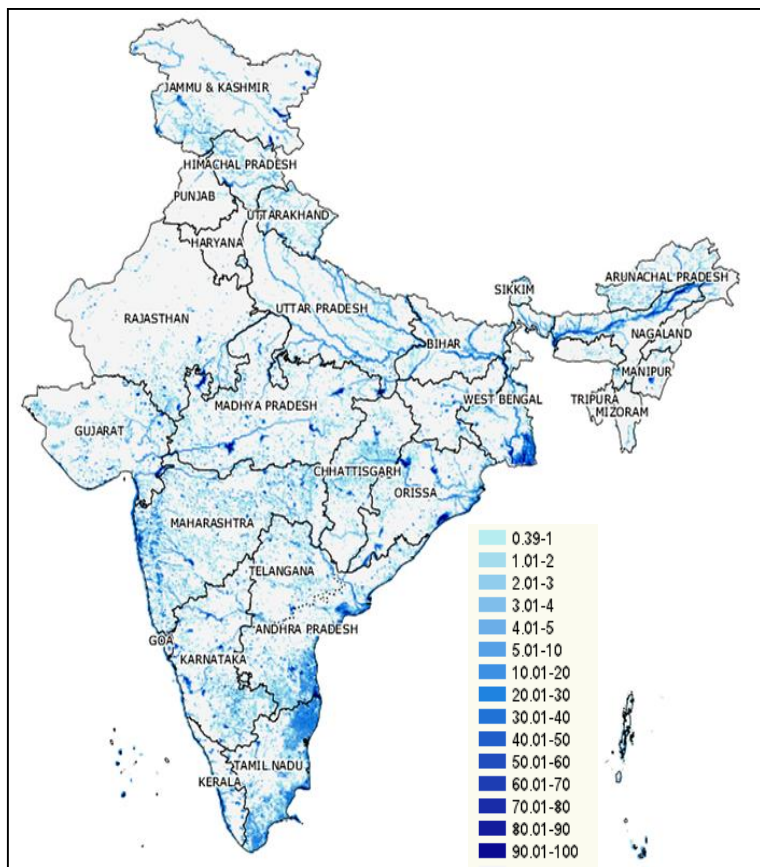 JAMMU & KASHMIR
HIMACHAL PRADESH
PUNJAB
UTTARAKHAND
HARYANA
ARUNACHAL PRADESH
SIKKIM
UTTAR PRADESH
RAJASTHAN
NAGALAND
BIHAR
MANIPUR
WEST BENGAL
TRIPURA
MADHYA PRADESH
MIZORAM
GUJARAT
CHHATTISGARH
ORISSA
MAHARASHTRA
TELANGANA
ANDHRA PRADESH
GOA
KARNATAKA
TAMIL NADU
KERALA
0.39-1
1.01-2
2.01-3
3.01-4
4.01-5
5.01-10
10.01-20
20.01-30
30.01-40
40.01-50
50.01-60
60.01-70
70.01-80
80.01-90
90.01-100